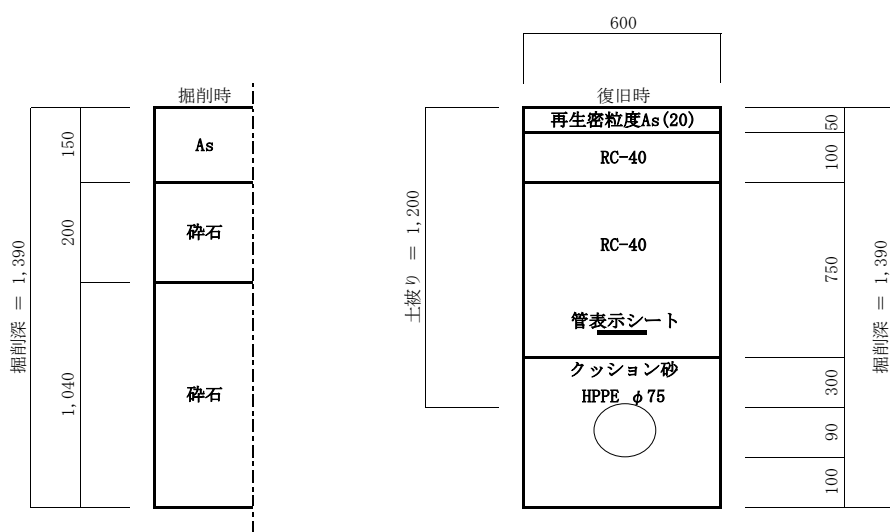 600
掘削時
復旧時
再生密粒度As(20)
50
150
As
RC-40
100
200
砕石
土被り = 1,200
RC-40
750
掘削深 = 1,390
掘削深 = 1,390
管表示シート
1,040
砕石
クッション砂
300
HPPE φ75
90
100